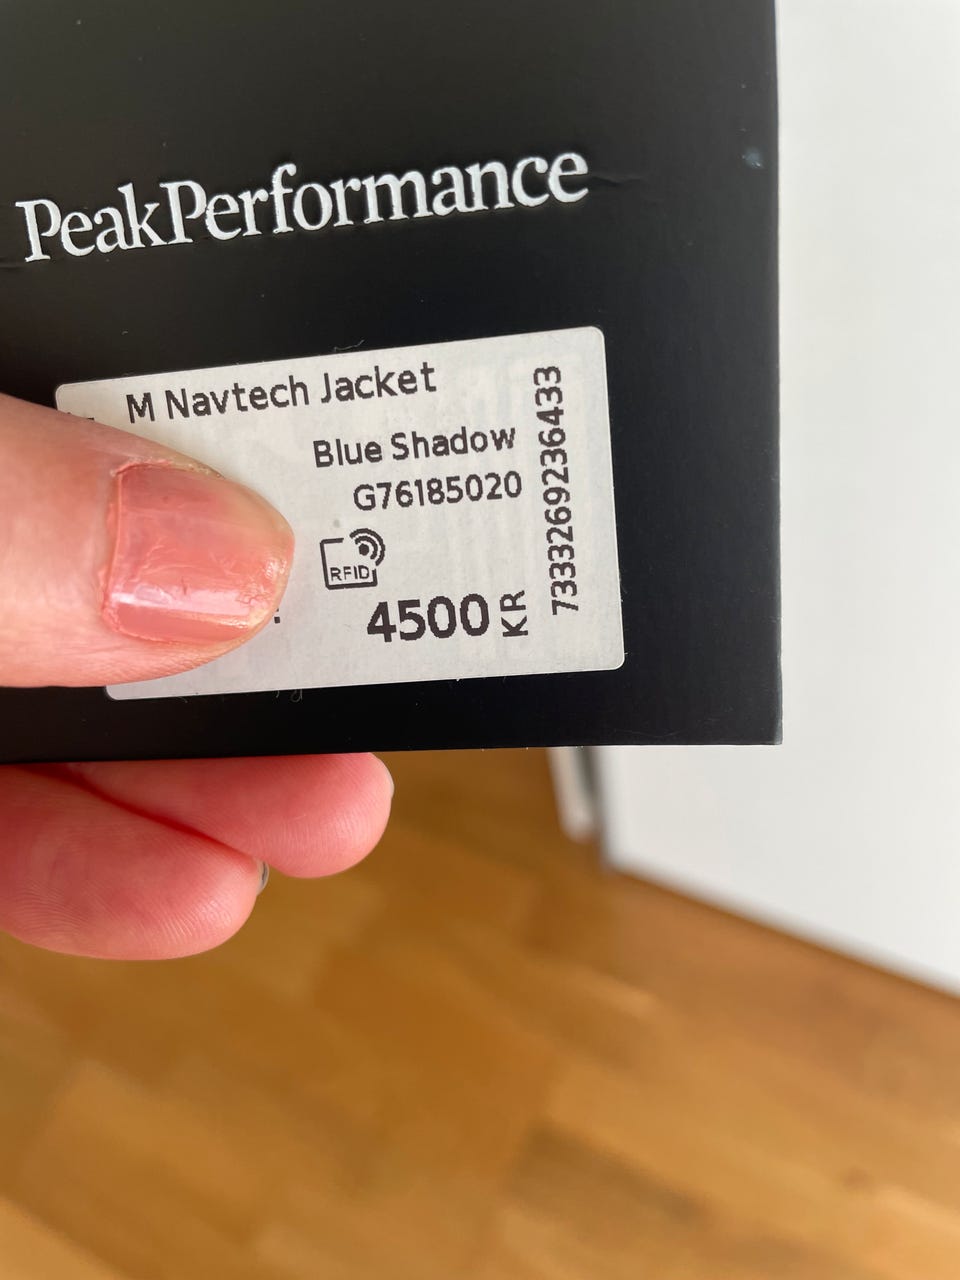 PeakPerformance
M Navtech Jacket
Blue Shadow
G76185020
RFID
4500 KR
7333269236433